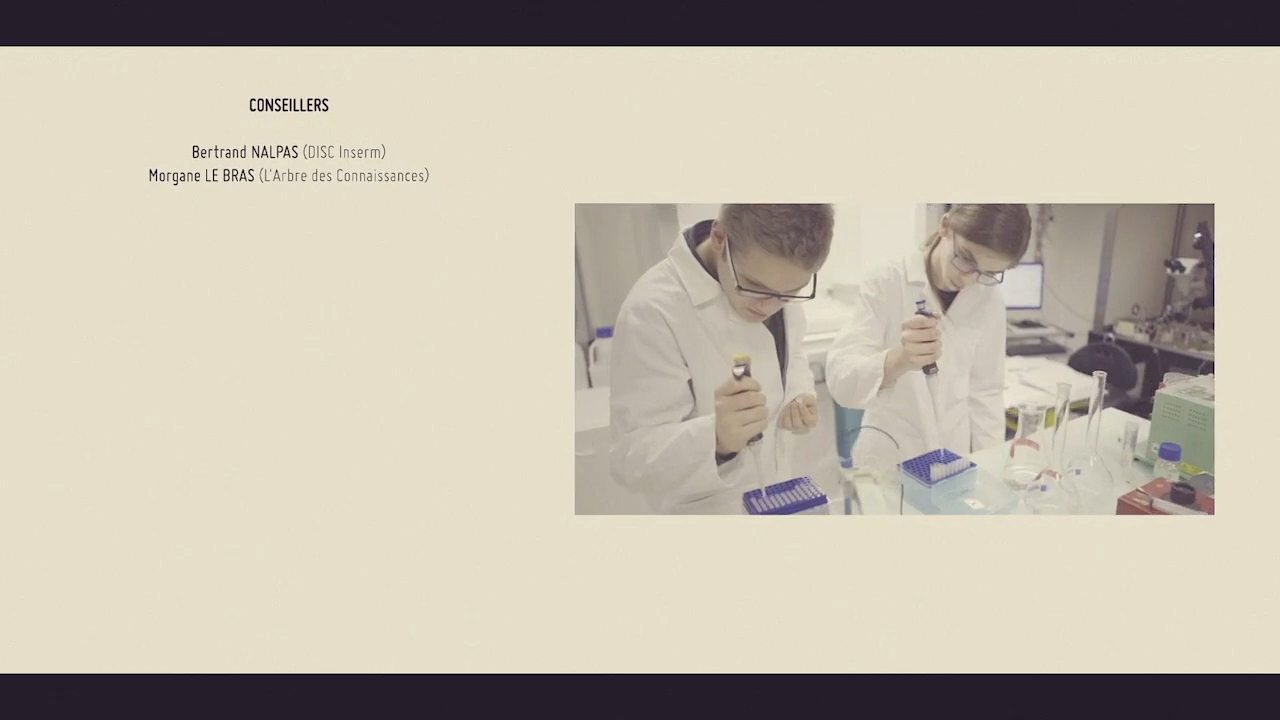 CONSEILLERS
Bertrand NALPAS (DISC Inserm)
Morgane LE BRAS (L'Arbre des Connaissances)